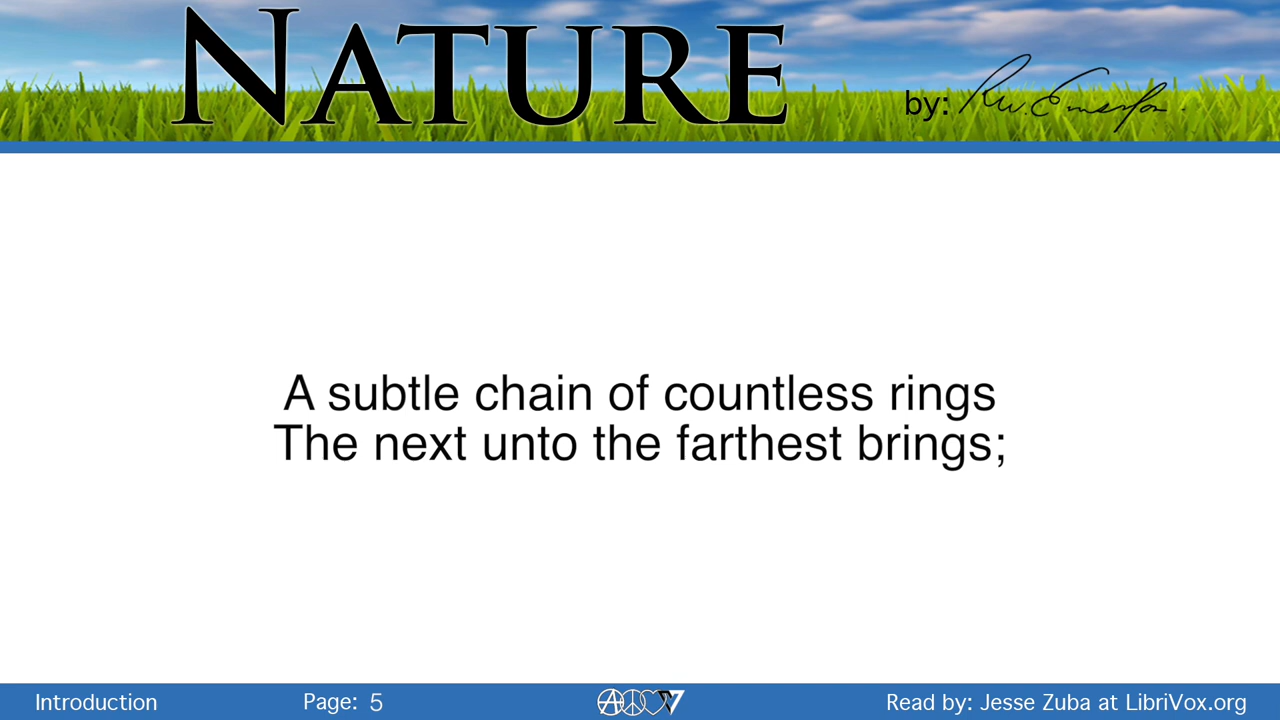 NATURE
by: R.W. Emerson.
A subtle chain of countless rings
The next unto the farthest brings;
Introduction
Page: 5
Read by: Jesse Zuba at LibriVox.org